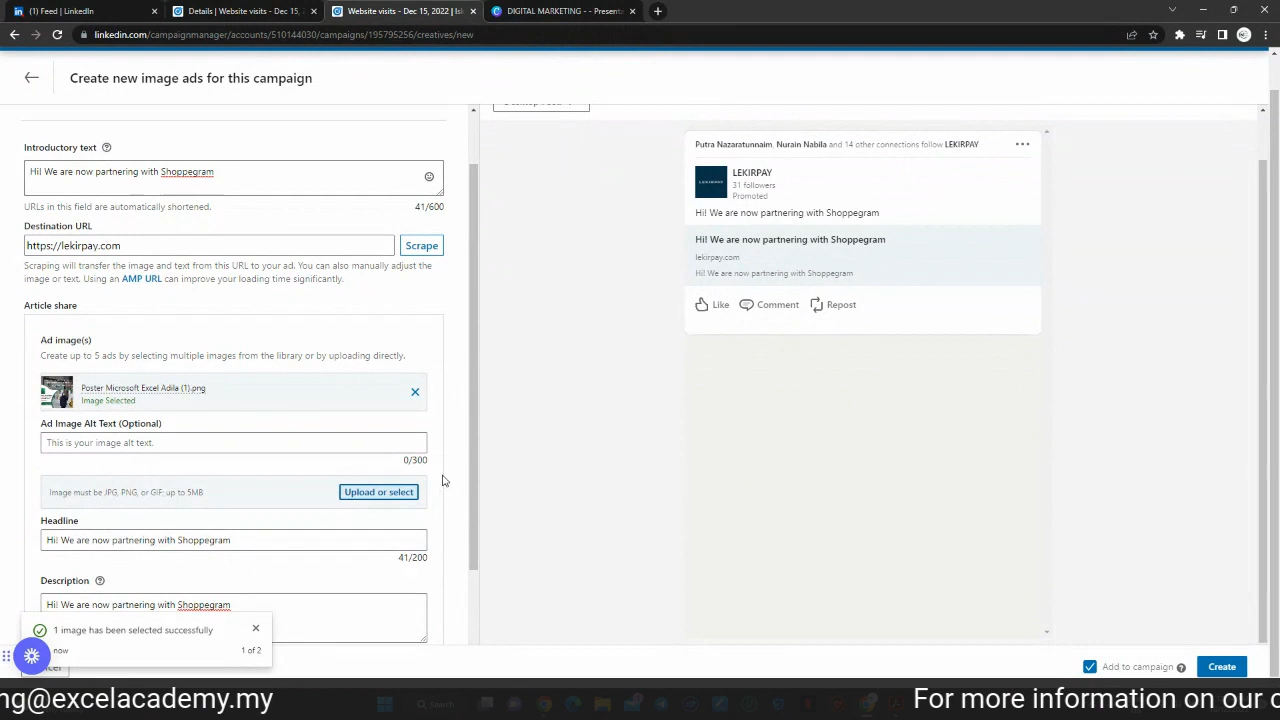 (1) Feed | LinkedIn
Details | Website visits - Dec 15, 2
Website visits - Dec 15, 2022 | Isk
DIGITAL MARKETING - - Present
linkedin.com/campaignmanager/accounts/510144030/campaigns/195795256/creatives/new
Create new image ads for this campaign
Introductory text
Hi! We are now partnering with Shoppegram
URLs in this field are automatically shortened.
41/600
Destination URL
https://lekirpay.com
Scrape
Scraping will transfer the image and text from this URL to your ad. You can also manually adjust the
image or text. Using an AMP URL can improve your loading time significantly.
Article share
Ad image(s)
Create up to 5 ads by selecting multiple images from the library or by uploading directly.
Poster Microsoft Excel Adila (1).png
Image Selected
Ad Image Alt Text (Optional)
This is your image alt text.
0/300
Image must be JPG, PNG, or GIF; up to 5MB
Upload or select
Headline
Hi! We are now partnering with Shoppegram
41/200
Description
Hi! We are now partnering with Shoppegram
1 image has been selected successfully
now
1 of 2
Putra Nazaratunnaim, Nurain Nabila and 14 other connections follow LEKIRPAY
LEKIRPAY
31 followers
Promoted
Hi! We are now partnering with Shoppegram
Hi! We are now partnering with Shoppegram
lekirpay.com
Hi! We are now partnering with Shoppegram
Like
Comment
Repost
Add to campaign
Create
Search
ng@excelacademy.my
For more information on our c